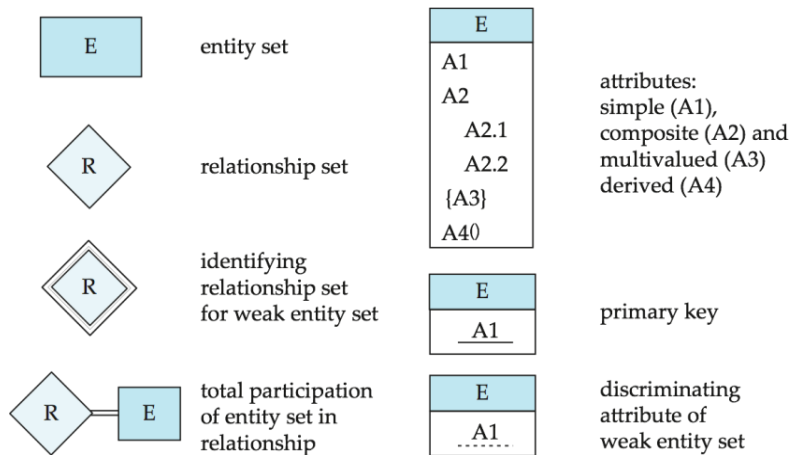 E
entity set
R
relationship set
R
identifying
relationship set
for weak entity set
R
E
total participation
of entity set in
relationship
E
A1
A2
A2.1
A2.2
{A3}
A4()
attributes:
simple (A1),
composite (A2) and
multivalued (A3)
derived (A4)
E
A1
primary key
E
A1
discriminating
attribute of
weak entity set